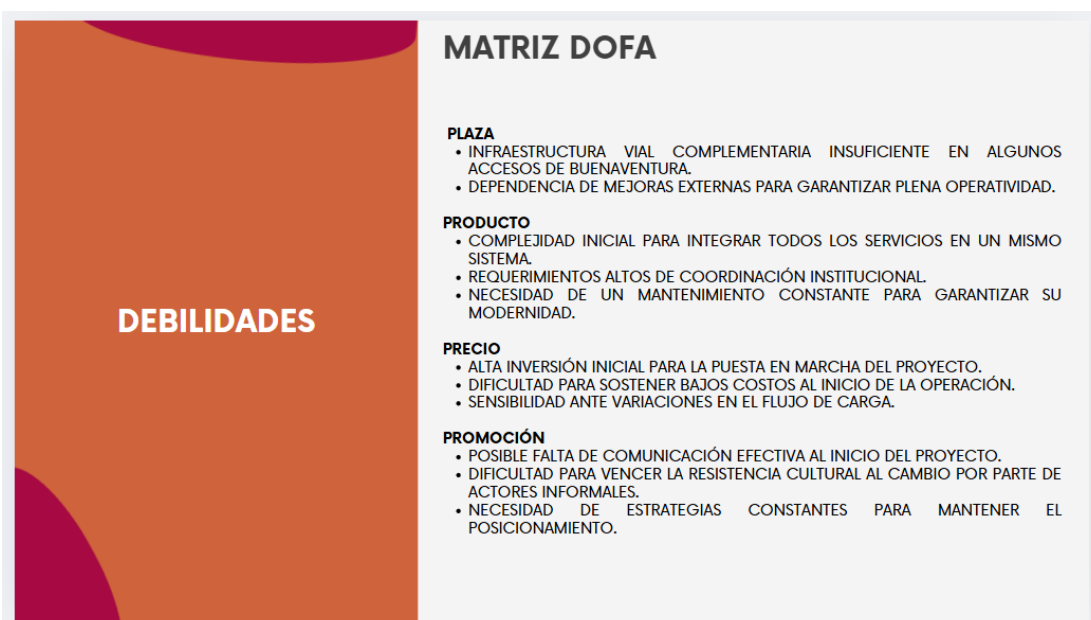 MATRIZ DOFA
DEBILIDADES
PLAZA
• INFRAESTRUCTURA VIAL COMPLEMENTARIA INSUFICIENTE EN ALGUNOS
ACCESOS DE BUENAVENTURA.
• DEPENDENCIA DE MEJORAS EXTERNAS PARA GARANTIZAR PLENA OPERATIVIDAD.
PRODUCTO
• COMPLEJIDAD INICIAL PARA INTEGRAR TODOS LOS SERVICIOS EN UN MISMO
SISTEMA.
• REQUERIMIENTOS ALTOS DE COORDINACIÓN INSTITUCIONAL.
• NECESIDAD DE UN MANTENIMIENTO CONSTANTE PARA GARANTIZAR SU
MODERNIDAD.
PRECIO
• ALTA INVERSIÓN INICIAL PARA LA PUESTA EN MARCHA DEL PROYECTO.
• DIFICULTAD PARA SOSTENER BAJOS COSTOS AL INICIO DE LA OPERACIÓN.
• SENSIBILIDAD ANTE VARIACIONES EN EL FLUJO DE CARGA.
PROMOCIÓN
• POSIBLE FALTA DE COMUNICACIÓN EFECTIVA AL INICIO DEL PROYECTO.
• DIFICULTAD PARA VENCER LA RESISTENCIA CULTURAL AL CAMBIO POR PARTE DE
ACTORES INFORMALES.
• NECESIDAD DE ESTRATEGIAS CONSTANTES PARA MANTENER EL
POSICIONAMIENTO.